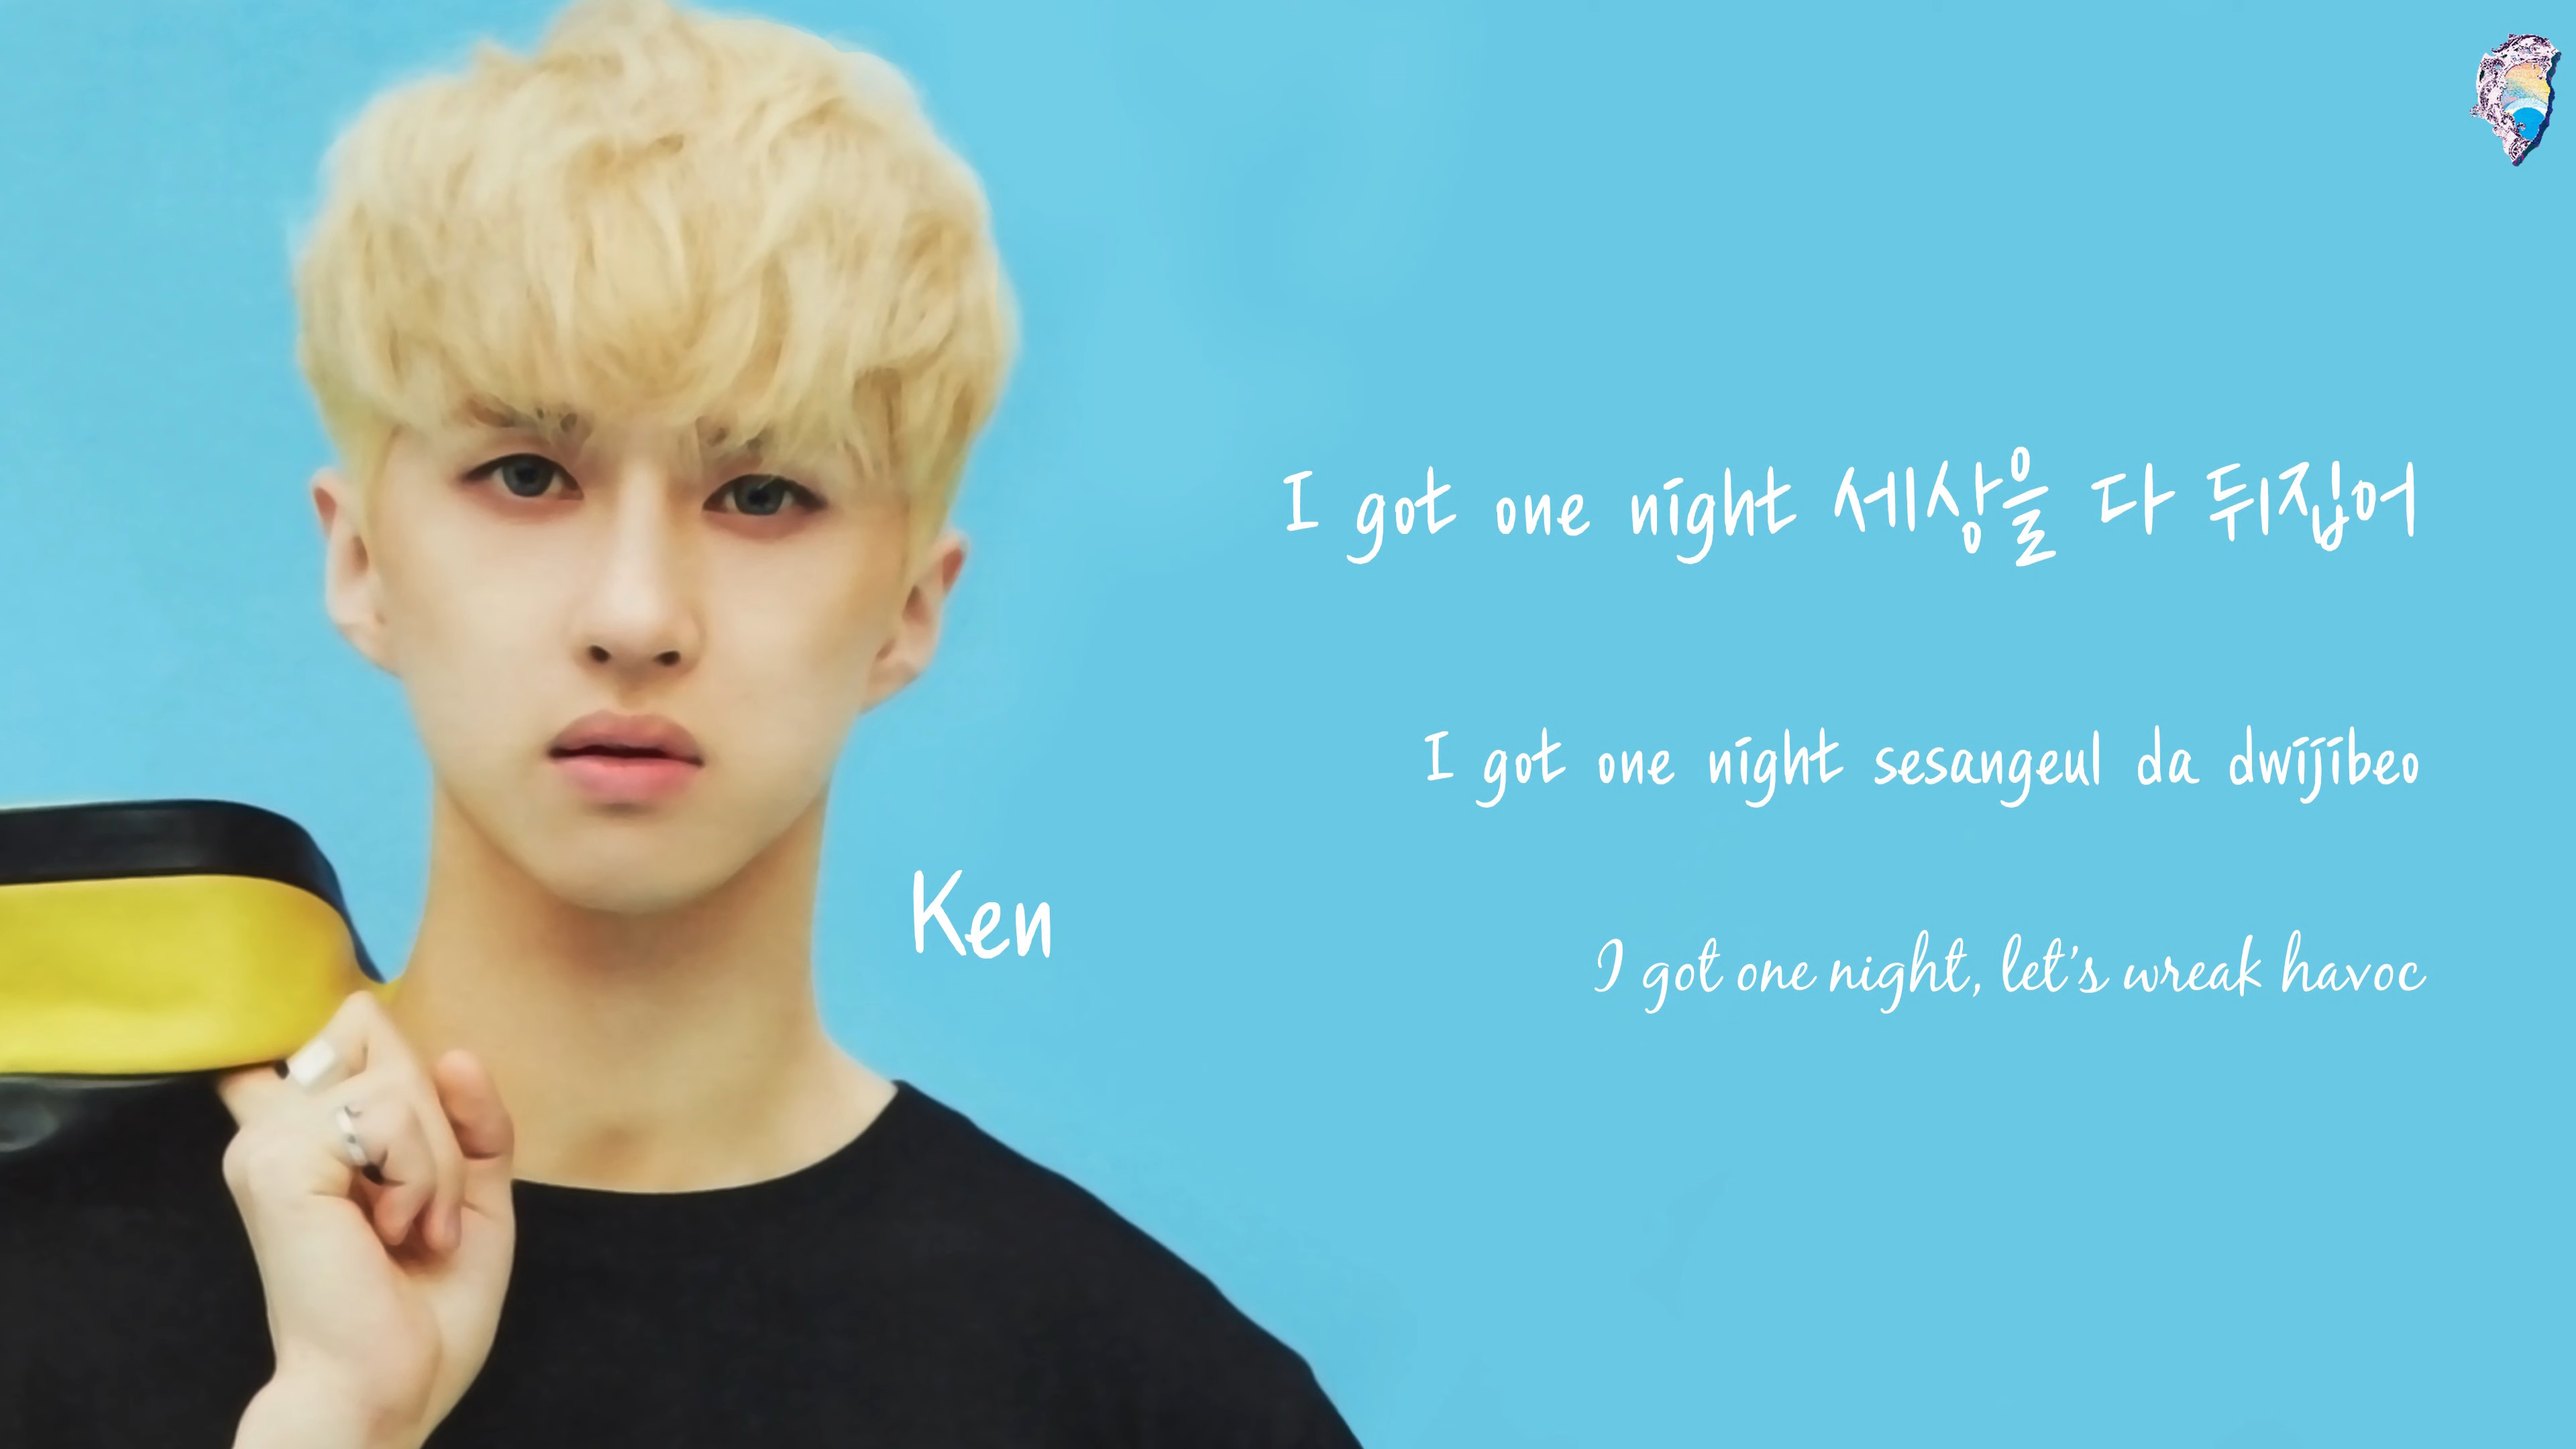 I got one night 세상을 다 뒤집어
I got one night sesangeul da dwijibeo
Ken
I got one night, let's wreak havoc